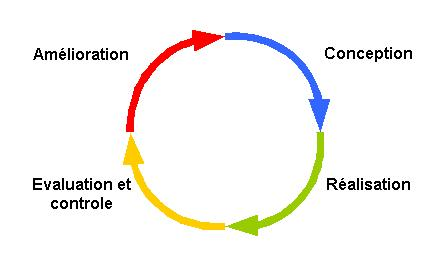 Amélioration
Conception
Evaluation et
controle
Réalisation